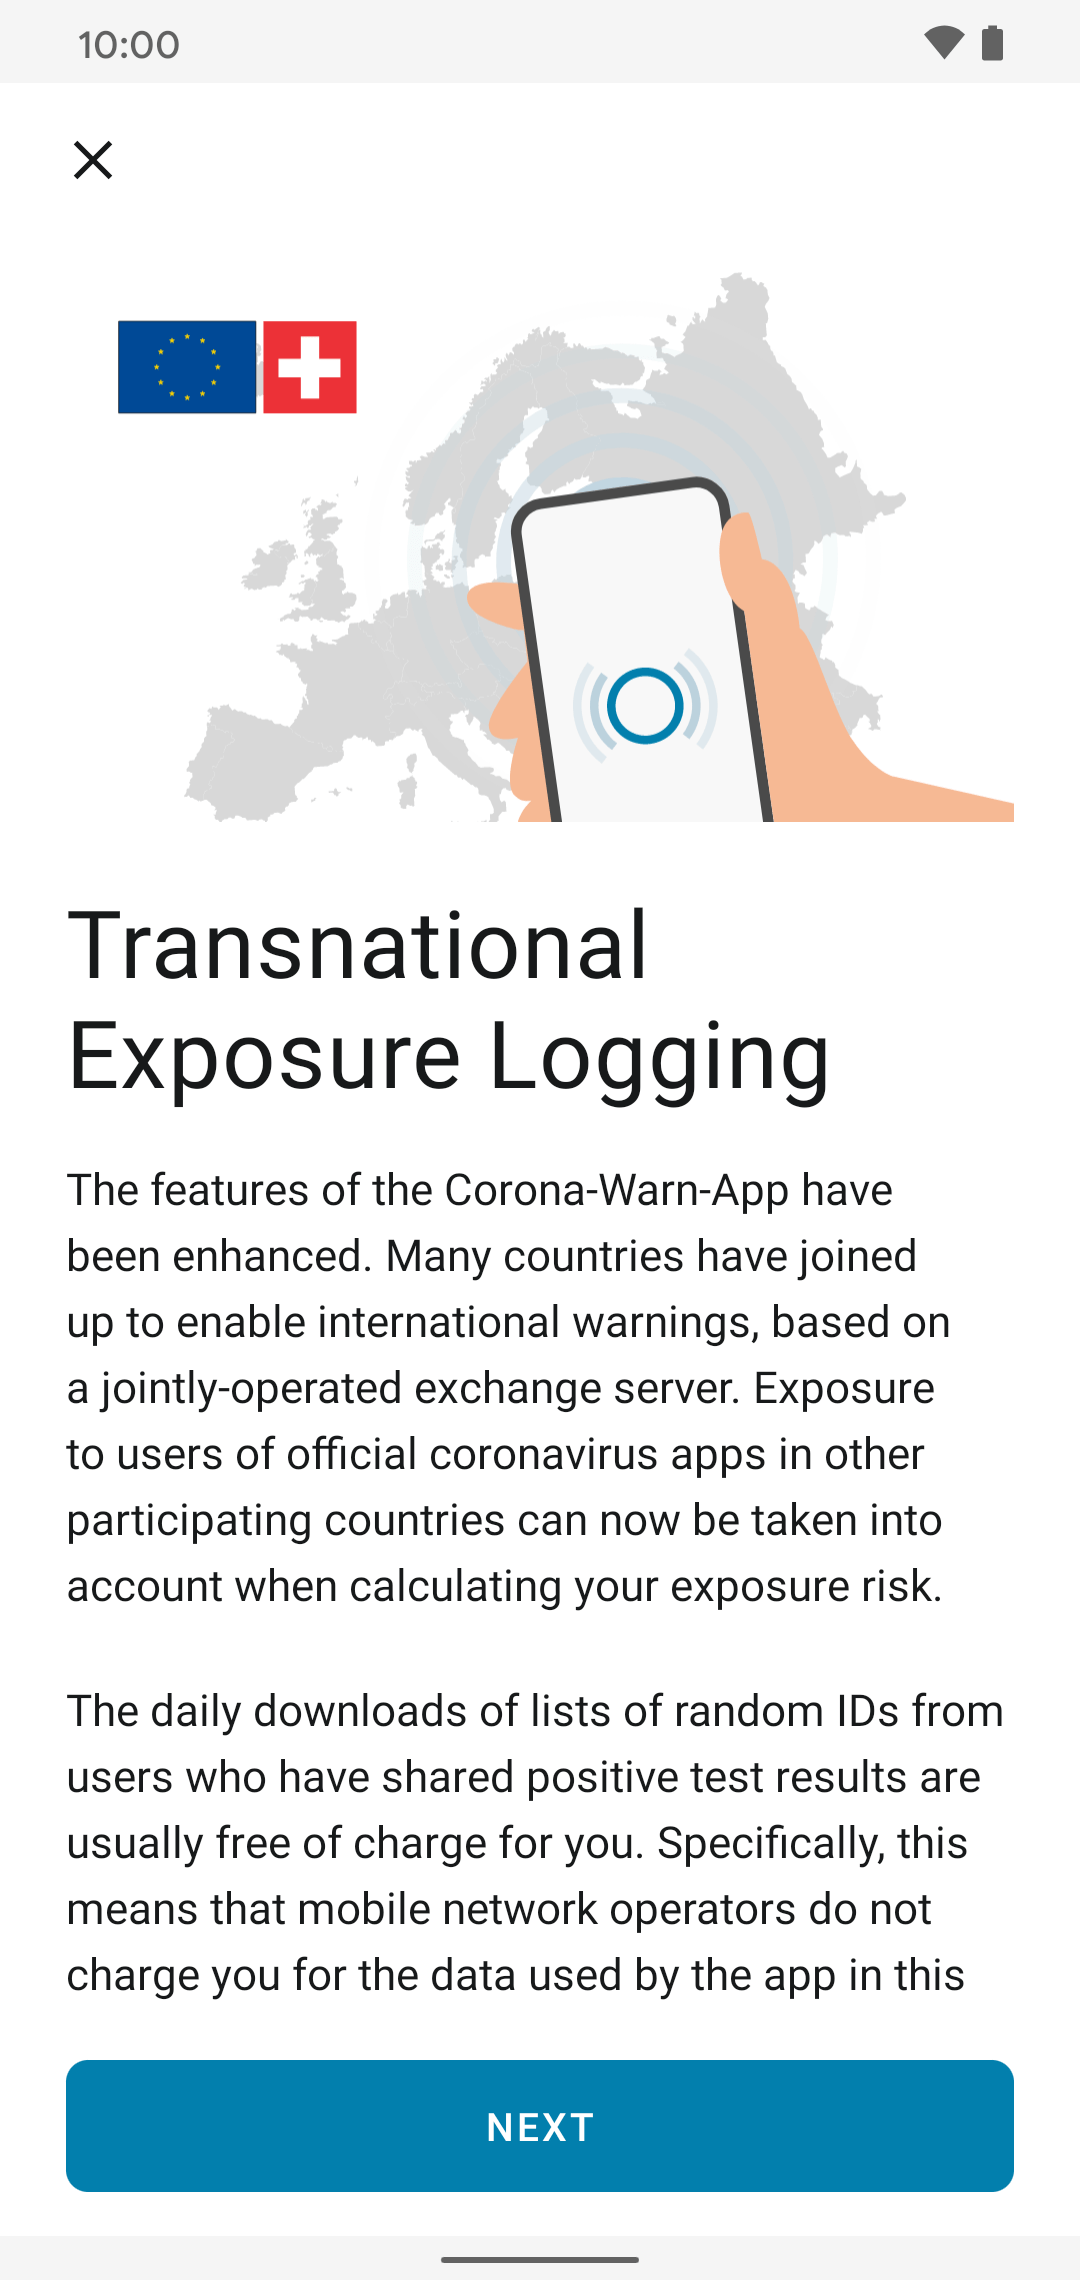 10:00
Transnational
Exposure Logging
The features of the Corona-Warn-App have
been enhanced. Many countries have joined
up to enable international warnings, based on
a jointly-operated exchange server. Exposure
to users of official coronavirus apps in other
participating countries can now be taken into
account when calculating your exposure risk.
The daily downloads of lists of random IDs from
users who have shared positive test results are
usually free of charge for you. Specifically, this
means that mobile network operators do not
charge you for the data used by the app in this
NEXT